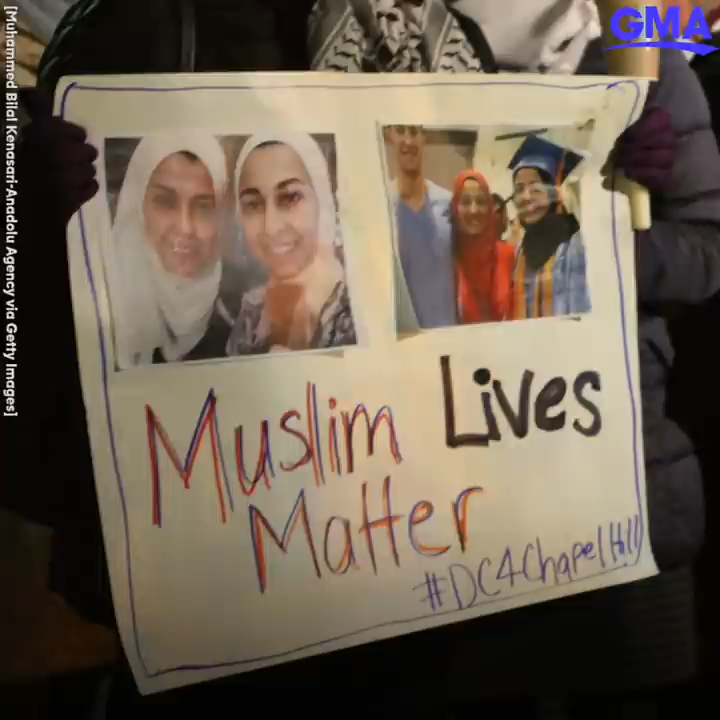 GMA
[Muhammed Bilal Kenasari-Anadolu Agency via Getty Images]
Muslim Lives
Matter
#DC4ChapelHill